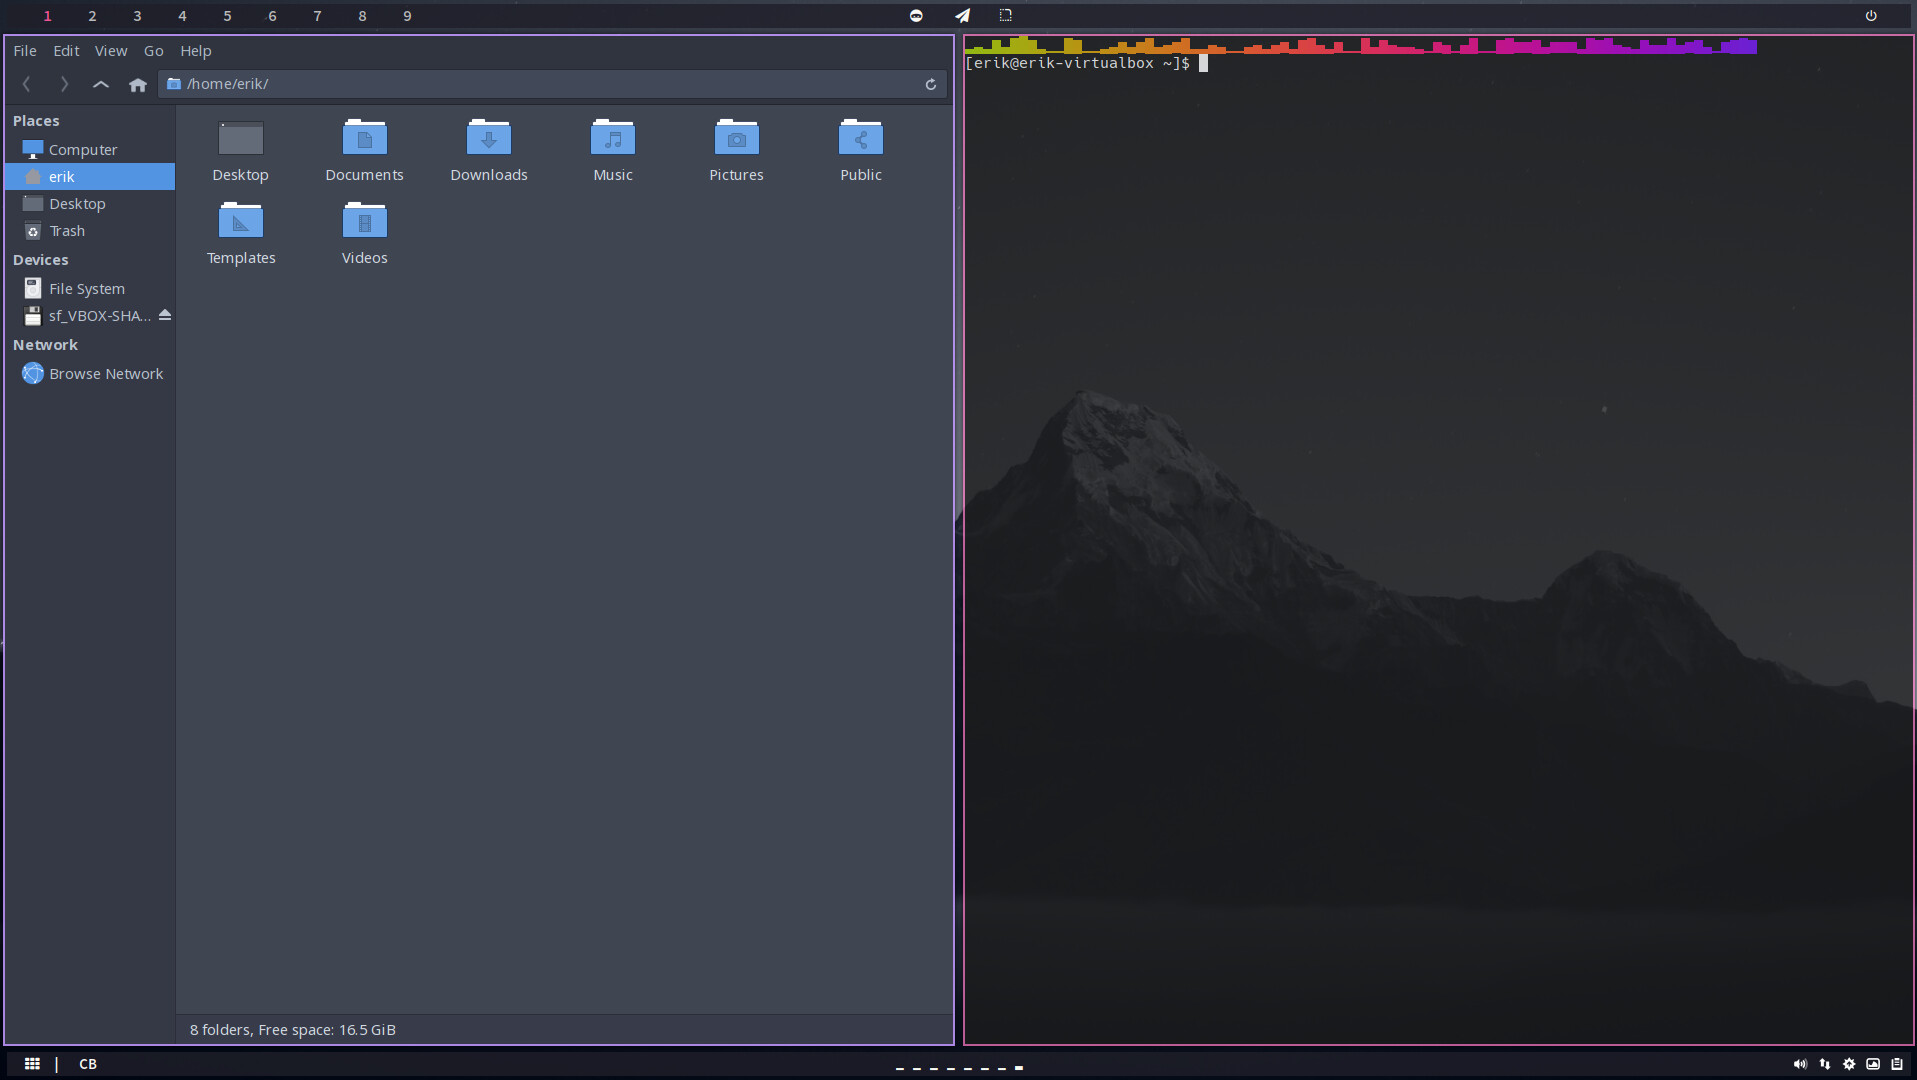 1 2 3 4 5 6 7 8 9
File Edit View Go Help
/home/erik/
Places
Computer
erik
Desktop
Trash
Devices
File System
sf_VBOX-SHA...
Network
Browse Network
Desktop Documents Downloads Music Pictures Public
Templates Videos
8 folders, Free space: 16.5 GiB
[erik@erik-virtualbox ~]$
| CB